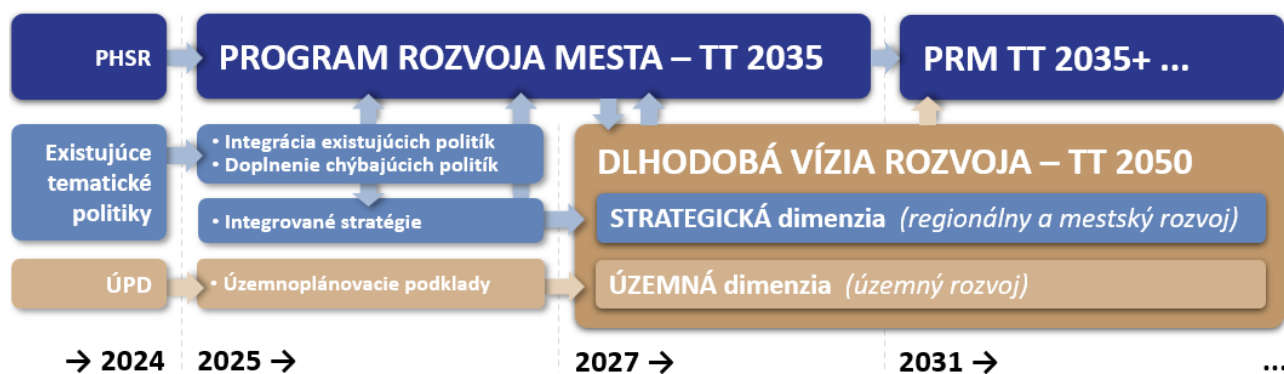 PHSR
PROGRAM ROZVOJA MESTA – TT 2035
PRM TT 2035+ ...
Existujúce
tematické
politiky
• Integrácia existujúcich politík
• Doplnenie chýbajúcich politík
• Integrované stratégie
DLHODOBÁ VÍZIA ROZVOJA – TT 2050
STRATEGICKÁ dimenzia (regionálny a mestský rozvoj)
ÚPD
• Územnoplánovacie podklady
ÚZEMNÁ dimenzia (územný rozvoj)
→ 2024
2025 →
2027 →
2031 →
...